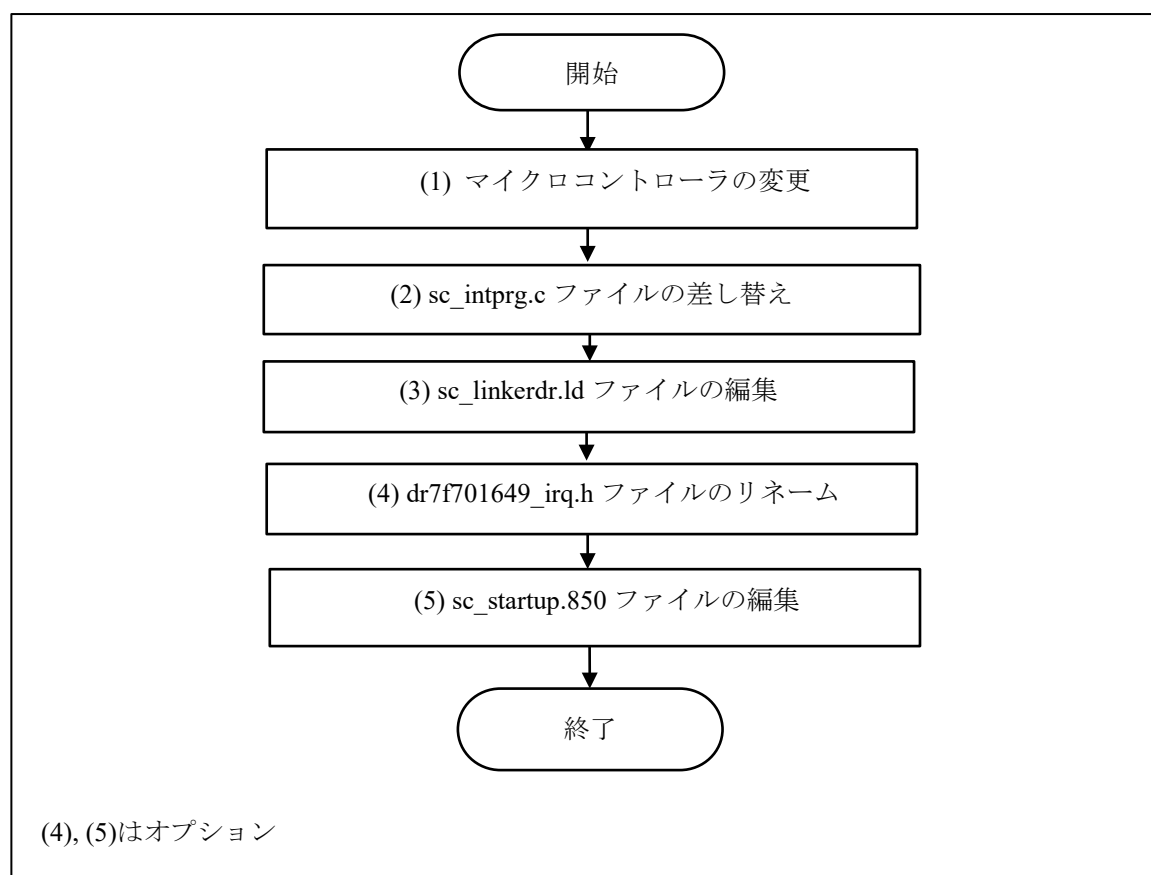 開始
(1) マイクロコントローラの変更
(2) sc_intprg.c ファイルの差し替え
(3) sc_linkerdr.ld ファイルの編集
(4) dr7f701649_irq.h ファイルのリネーム
(5) sc_startup.850 ファイルの編集
終了
(4), (5)はオプション